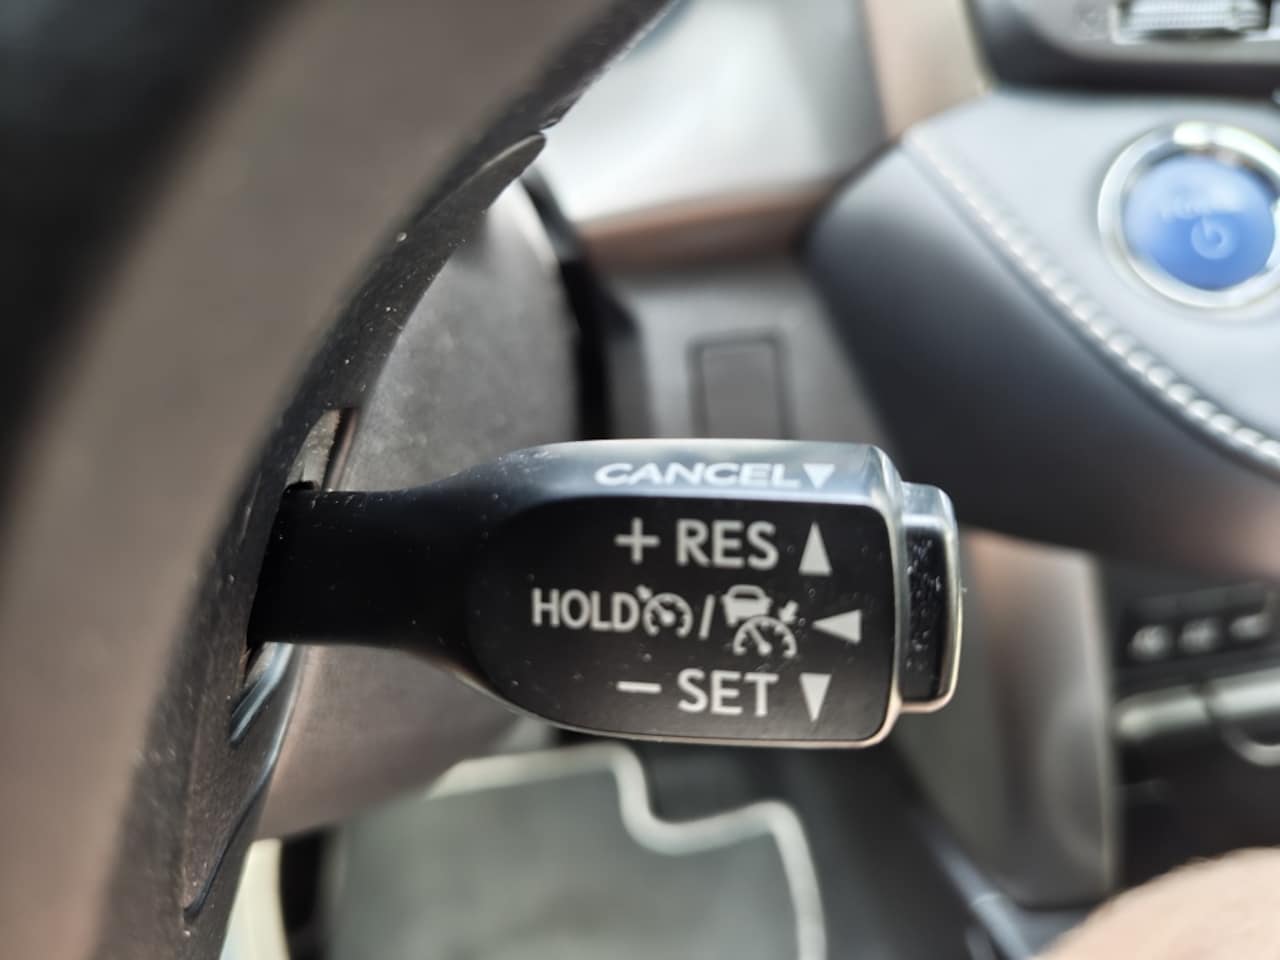 CANCEL
+ RES
HOLD /
− SET